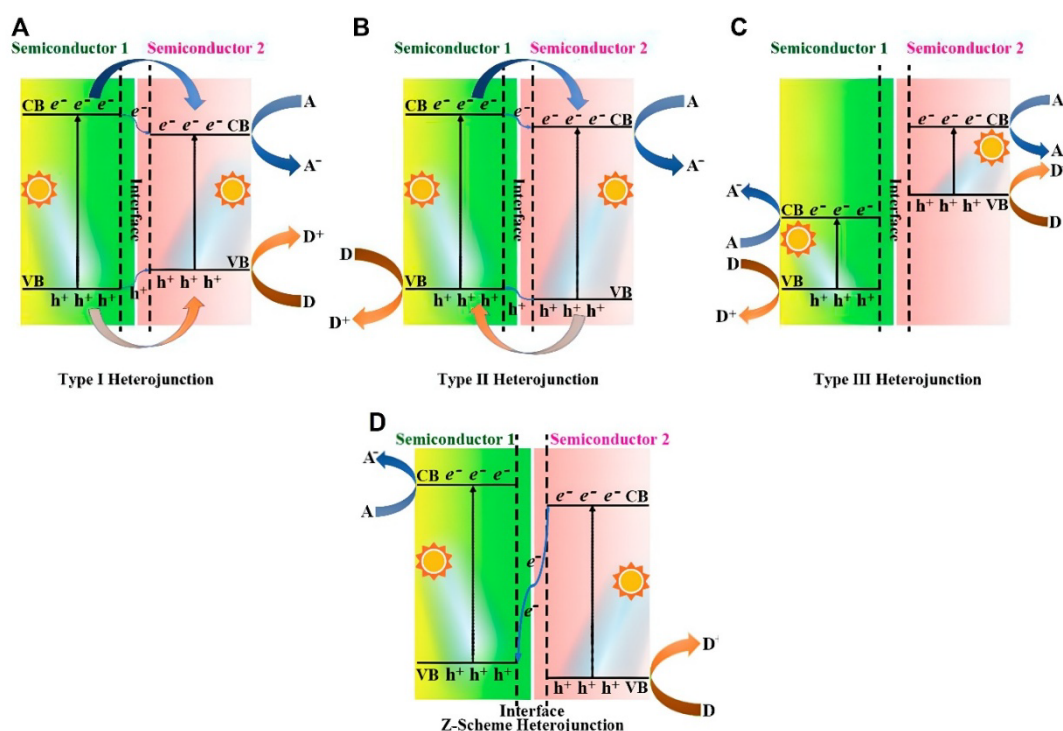 A
Semiconductor 1 Semiconductor 2
CB e⁻ e⁻ e⁻
e⁻
e⁻ e⁻ e⁻ CB
A
A⁻
Interface
D⁺
D
VB
VB
h⁺ h⁺ h⁺
h⁺
h⁺ h⁺ h⁺
Type I Heterojunction
B
Semiconductor 1 Semiconductor 2
CB e⁻ e⁻ e⁻
e⁻
e⁻ e⁻ e⁻ CB
A
A⁻
Interface
D
D⁺
VB
h⁺ h⁺ h⁺
h⁺
VB
h⁺ h⁺ h⁺
Type II Heterojunction
C
Semiconductor 1
Semiconductor 2
e⁻ e⁻ e⁻ CB
A
A
D
D
h⁺ h⁺ h⁺ VB
Interface
A⁻
A
CB e⁻ e⁻ e⁻
D
D⁺
VB
h⁺ h⁺ h⁺
Type III Heterojunction
D
Semiconductor 1 Semiconductor 2
A⁻
A
CB e⁻ e⁻ e⁻
e⁻ e⁻ e⁻ CB
e⁻
e⁻
VB h⁺ h⁺ h⁺
h⁺ h⁺ h⁺ VB
D⁺
D
Interface
Z-Scheme Heterojunction